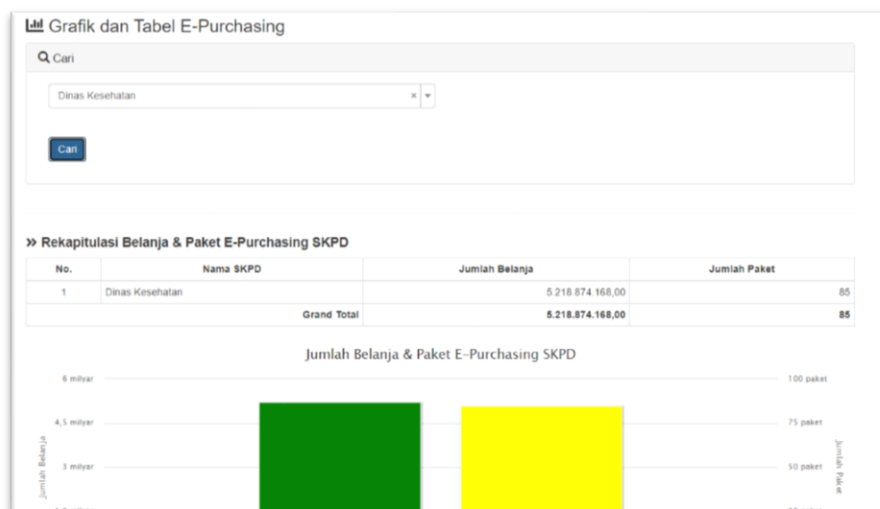 Grafik dan Tabel E-Purchasing
Cari
Dinas Kesehatan × 
Cari
» Rekapitulasi Belanja & Paket E-Purchasing SKPD
No. Nama SKPD Jumlah Belanja Jumlah Paket
1 Dinas Kesehatan 5.218.874.168,00 85
Grand Total 5.218.874.168,00 85
Jumlah Belanja & Paket E-Purchasing SKPD
6 milyar 100 paket
4,5 milyar 75 paket
3 milyar 50 paket
Jumlah Belanja
Jumlah Paket